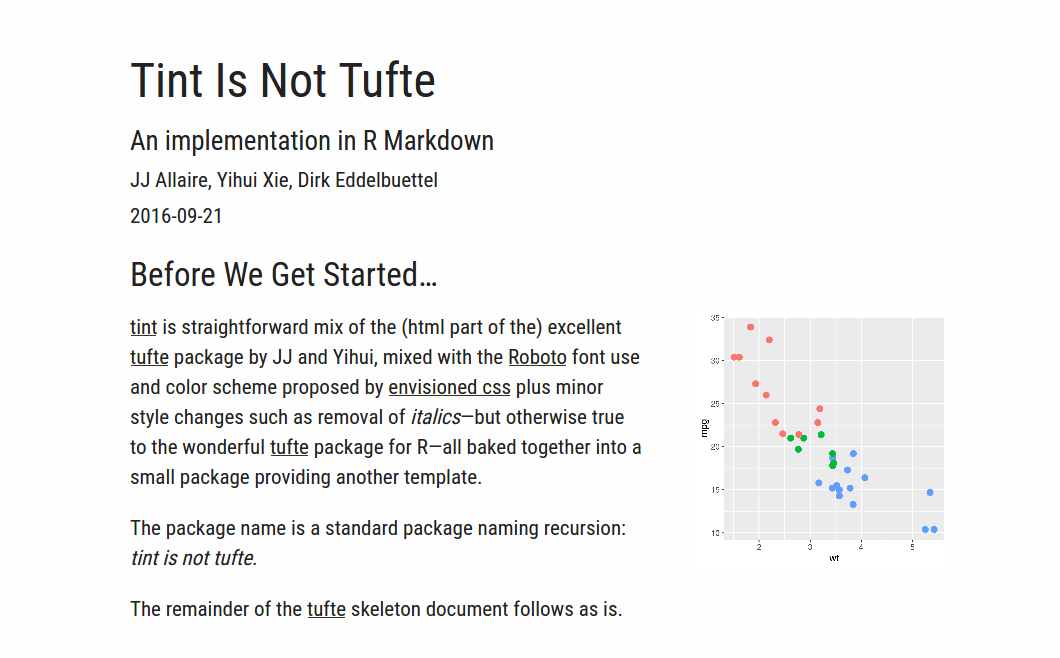 Tint Is Not Tufte
An implementation in R Markdown
JJ Allaire, Yihui Xie, Dirk Eddelbuettel
2016-09-21
Before We Get Started…
tint is straightforward mix of the (html part of the) excellent
tufte package by JJ and Yihui, mixed with the Roboto font use
and color scheme proposed by envisioned css plus minor
style changes such as removal of italics—but otherwise true
to the wonderful tufte package for R—all baked together into a
small package providing another template.
The package name is a standard package naming recursion:
tint is not tufte.
The remainder of the tufte skeleton document follows as is.
35
30
25
20
15
10
mpg
2 3 4 5
wt